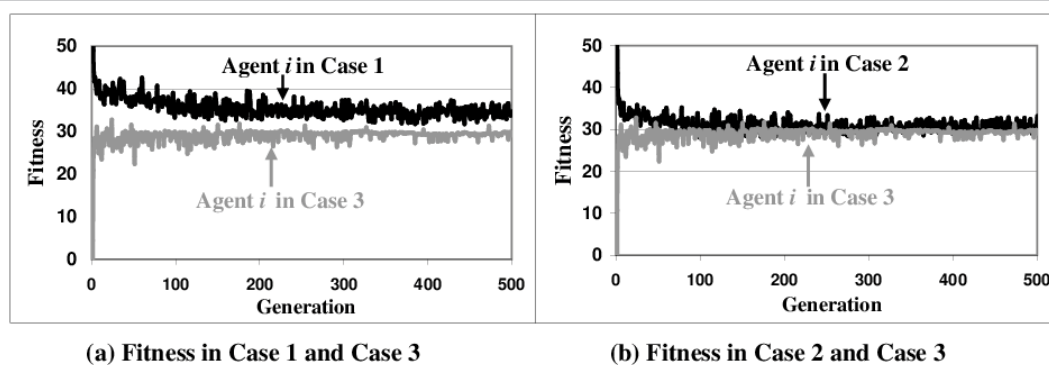 50
40
30
20
10
0
Fitness
Agent i in Case 1
Agent i in Case 3
0 100 200 300 400 500
Generation
50
40
30
20
10
0
Fitness
Agent i in Case 2
Agent i in Case 3
0 100 200 300 400 500
Generation
(a) Fitness in Case 1 and Case 3
(b) Fitness in Case 2 and Case 3